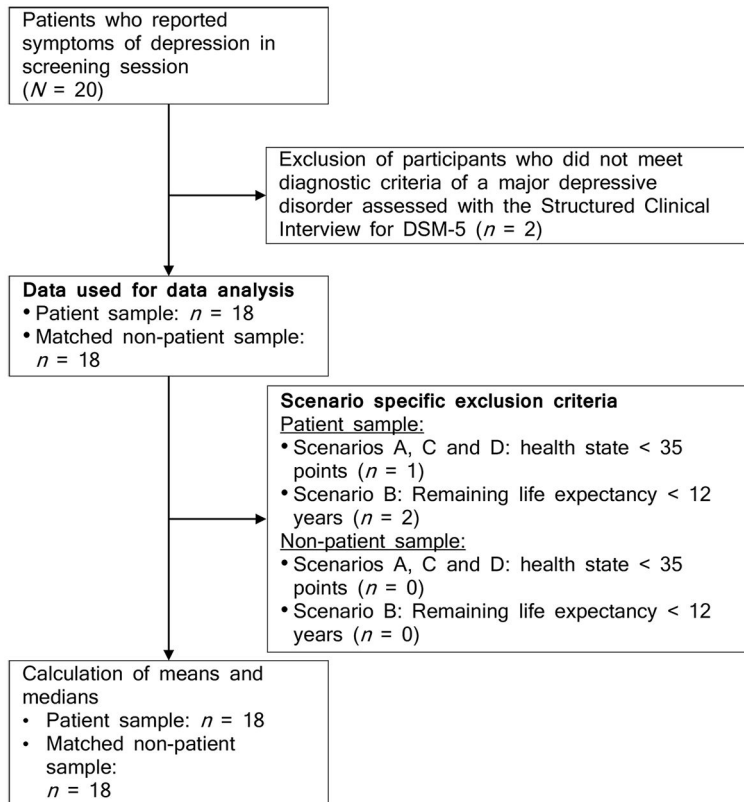 Patients who reported
symptoms of depression in
screening session
(N = 20)
Exclusion of participants who did not meet
diagnostic criteria of a major depressive
disorder assessed with the Structured Clinical
Interview for DSM-5 (n = 2)
Data used for data analysis
• Patient sample: n = 18
• Matched non-patient sample:
n = 18
Scenario specific exclusion criteria
Patient sample:
• Scenarios A, C and D: health state < 35
points (n = 1)
• Scenario B: Remaining life expectancy < 12
years (n = 2)
Non-patient sample:
• Scenarios A, C and D: health state < 35
points (n = 0)
• Scenario B: Remaining life expectancy < 12
years (n = 0)
Calculation of means and
medians
• Patient sample: n = 18
• Matched non-patient
sample:
n = 18